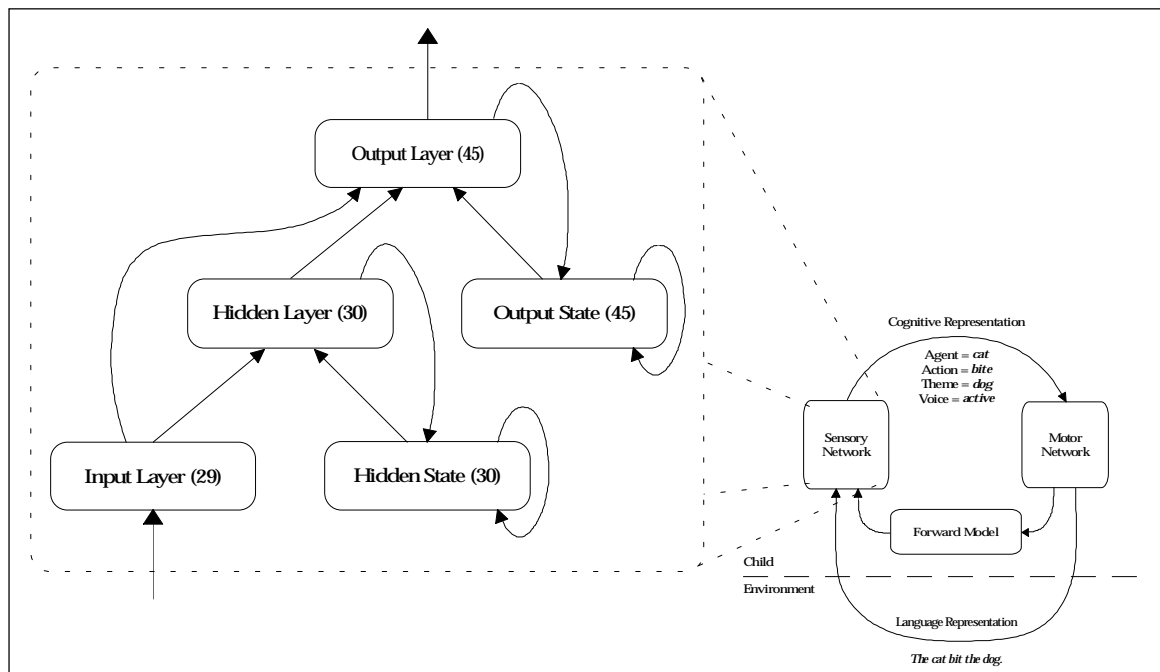 Output Layer (45)
Hidden Layer (30)
Output State (45)
Input Layer (29)
Hidden State (30)
Cognitive Representation
Agent = cat
Action = bite
Theme = dog
Voice = active
Sensory
Network
Motor
Network
Forward Model
Child
Environment
Language Representation
The cat bit the dog.